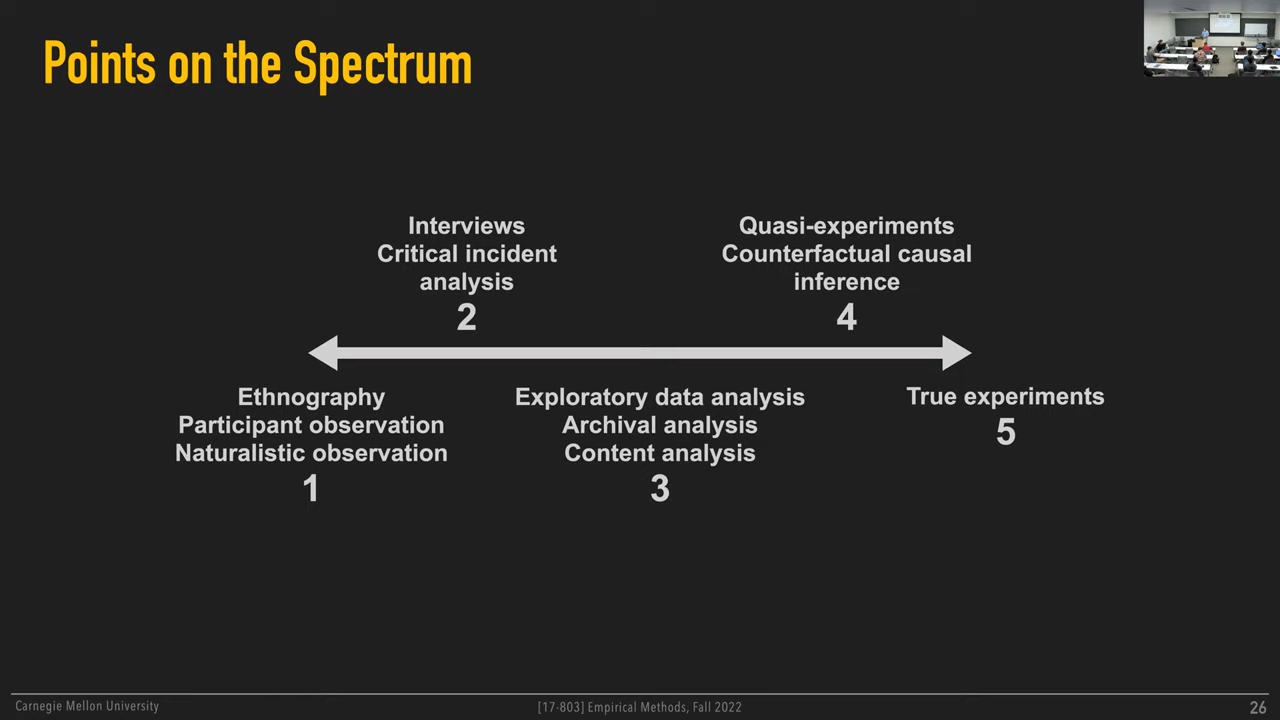 Points on the Spectrum
Interviews
Critical incident
analysis
2
Quasi-experiments
Counterfactual causal
inference
4
Ethnography
Participant observation
Naturalistic observation
1
Exploratory data analysis
Archival analysis
Content analysis
3
True experiments
5
Carnegie Mellon University
[17-803] Empirical Methods, Fall 2022
26